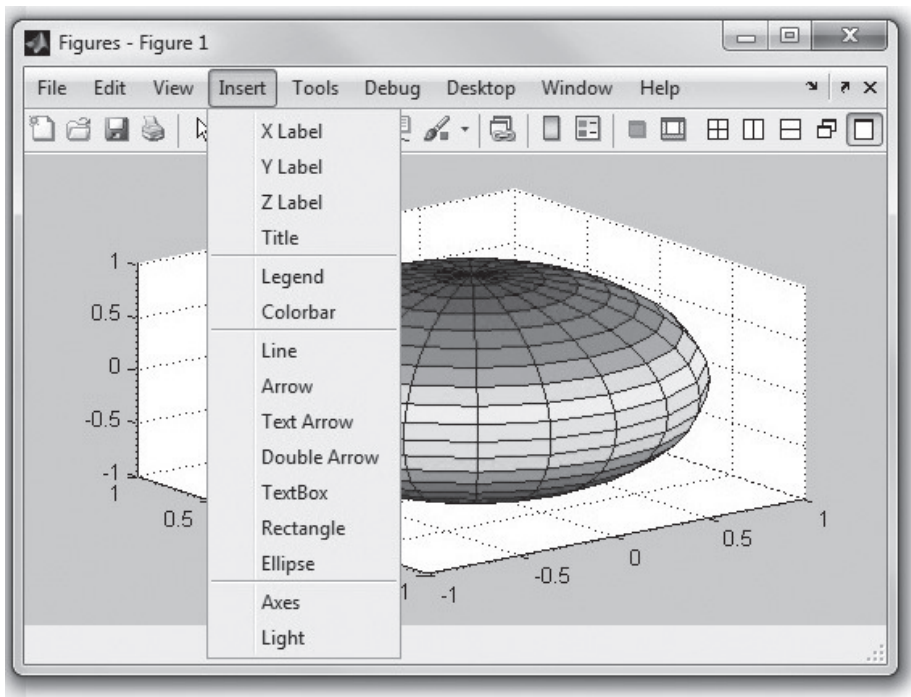 Figures - Figure 1
File Edit View Insert Tools Debug Desktop Window Help
X Label
Y Label
Z Label
Title
Legend
Colorbar
Line
Arrow
Text Arrow
Double Arrow
TextBox
Rectangle
Ellipse
Axes
Light
1
0.5
0
-0.5
-1
1
0.5
1
-1
-0.5
0
0.5
1